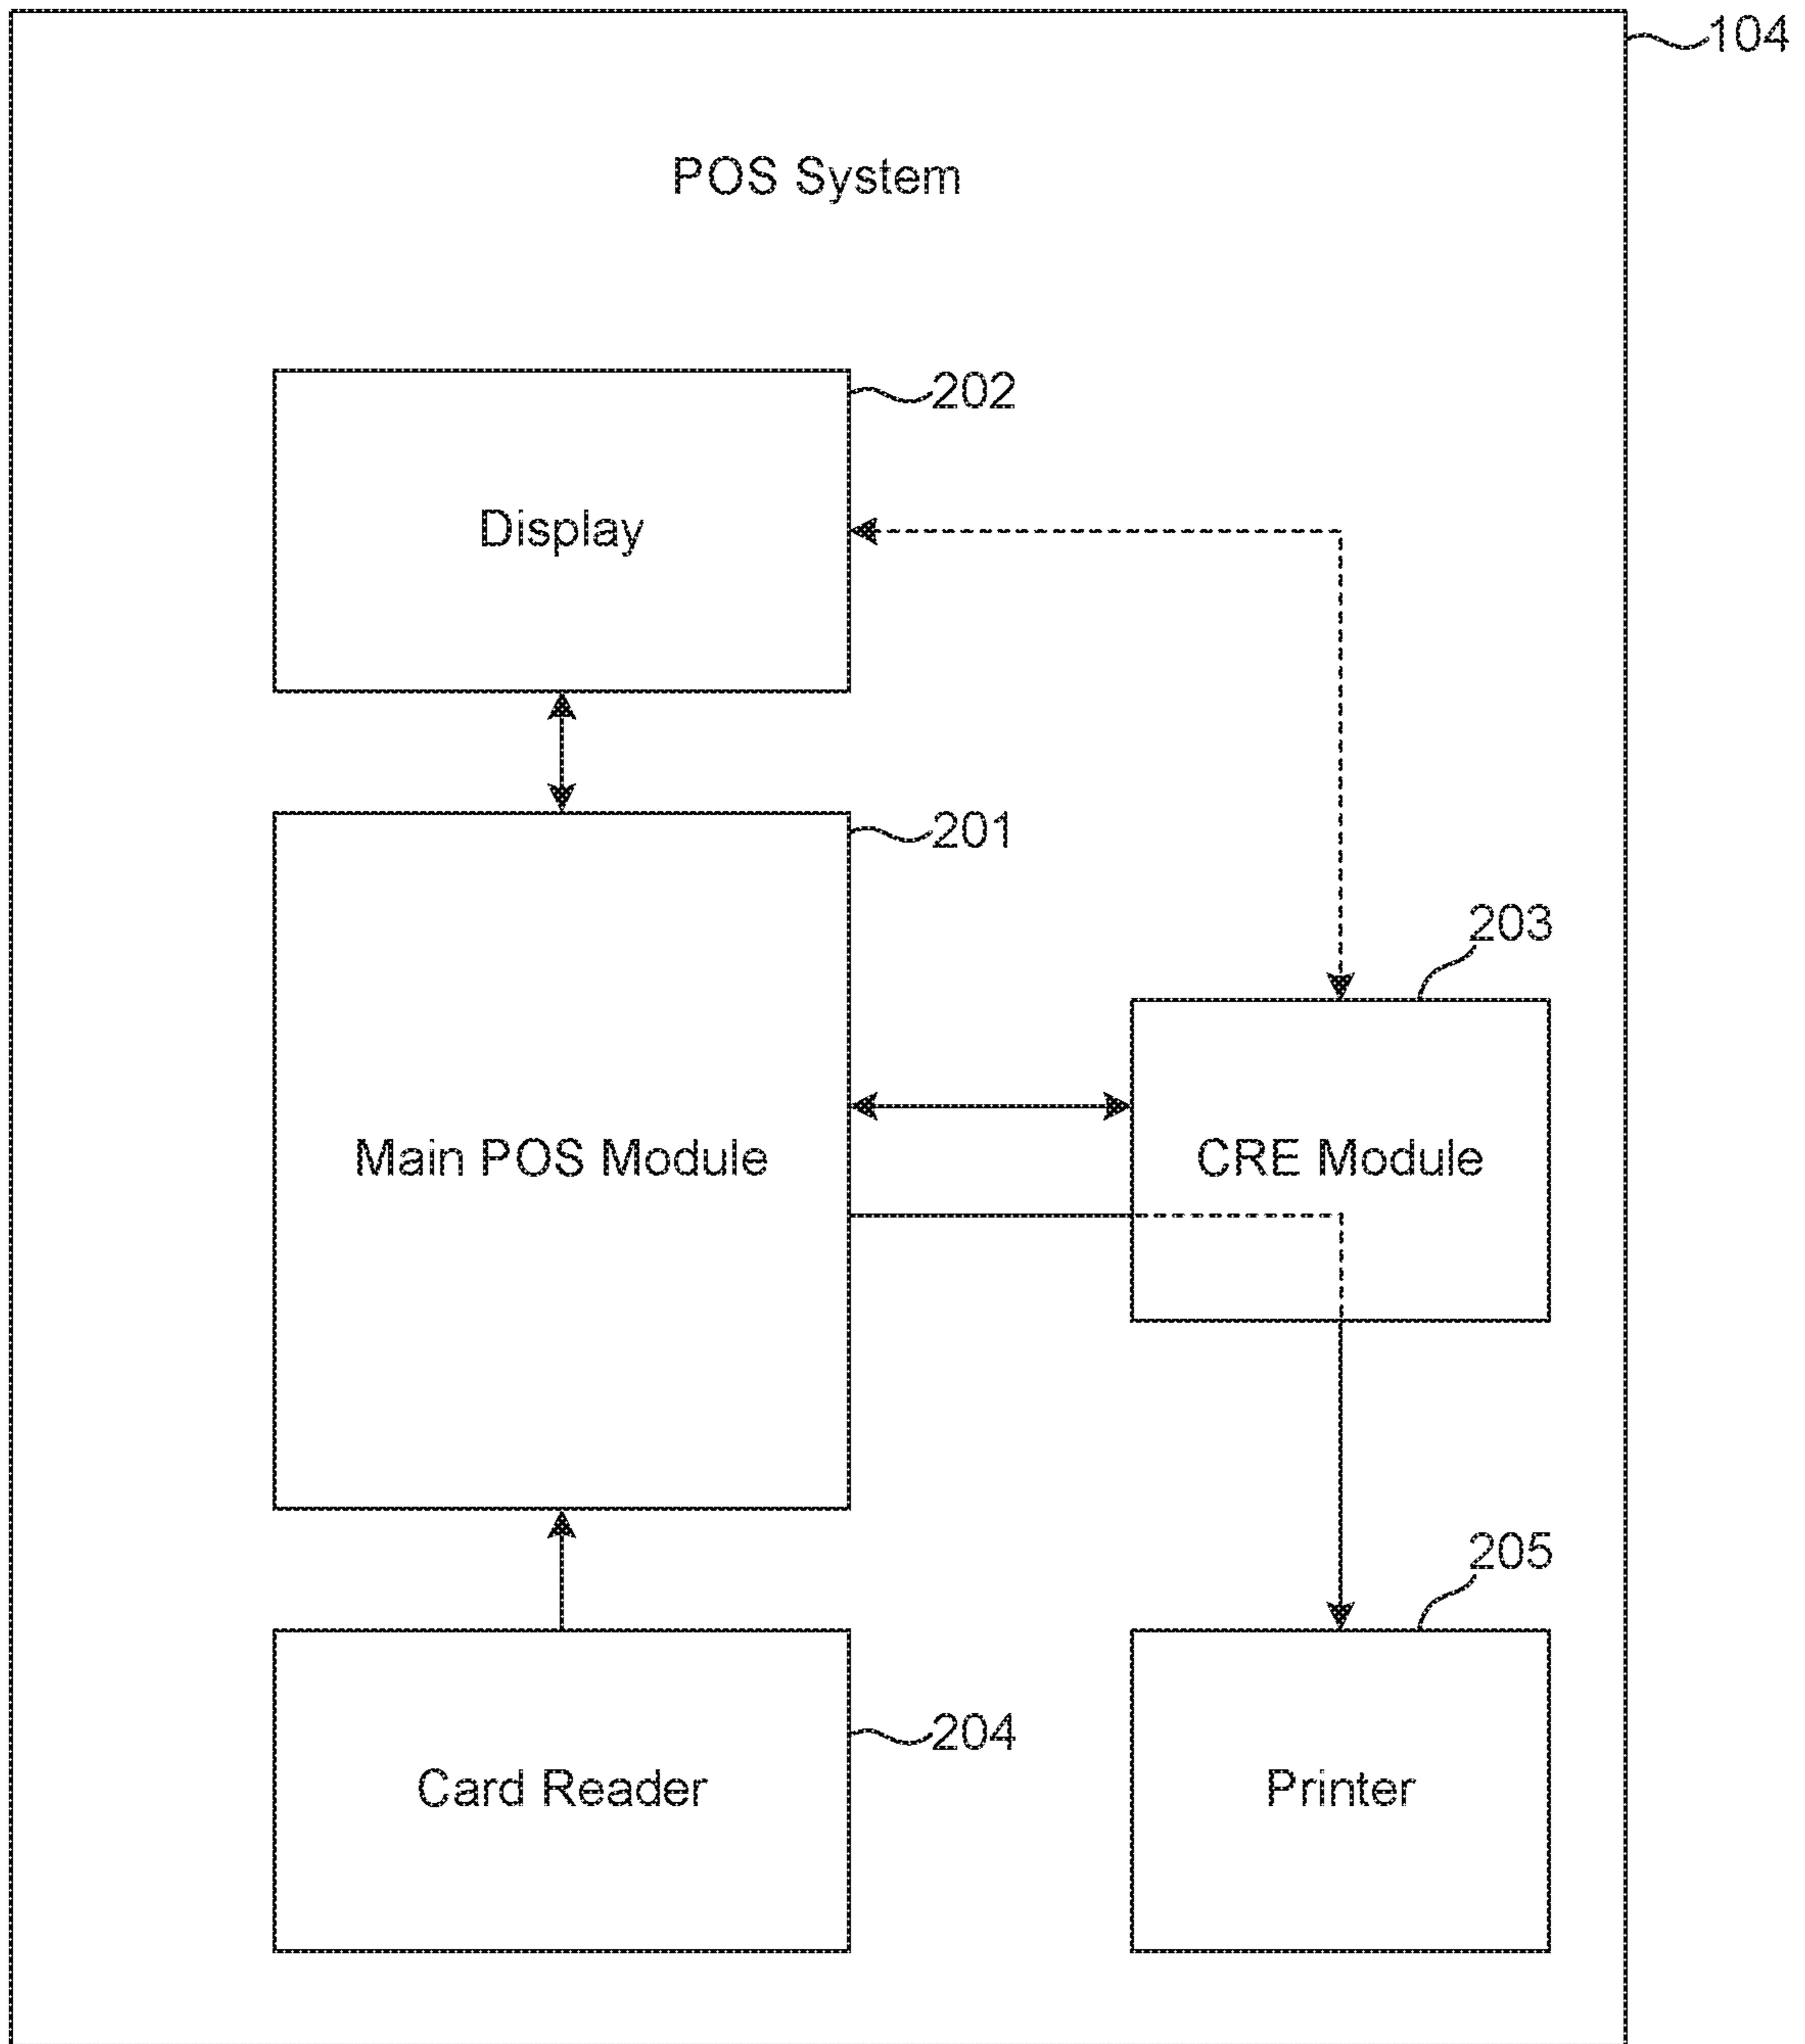 104
POS System
202
Display
201
203
Main POS Module
CRE Module
205
204
Card Reader
Printer